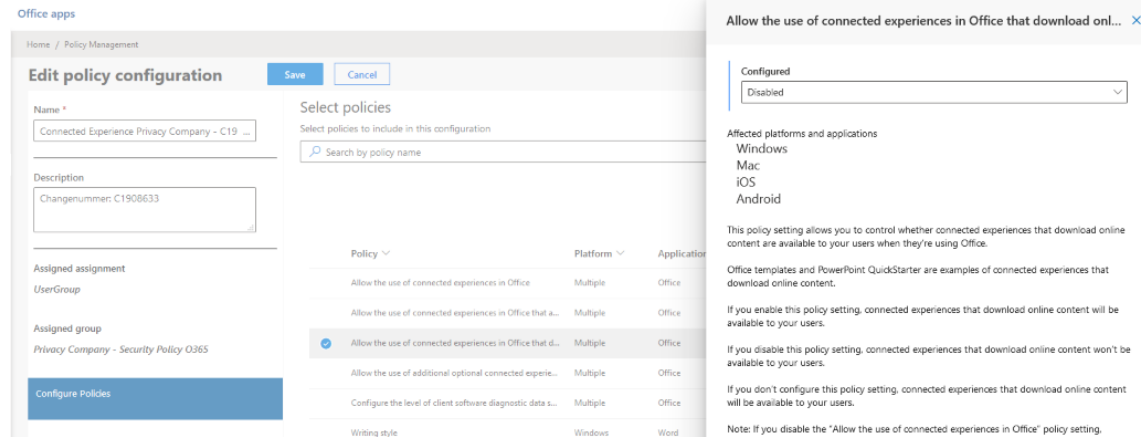 Office apps
Home / Policy Management
Edit policy configuration
Save
Cancel
Name *
Connected Experience Privacy Company - C19 ...
Description
Changenummer: C1908633
Assigned assignment
UserGroup
Assigned group
Privacy Company - Security Policy O365
Configure Policies
Select policies
Select policies to include in this configuration
Search by policy name
Policy Platform Application
Allow the use of connected experiences in Office Multiple Office
Allow the use of connected experiences in Office that a... Multiple Office
Allow the use of connected experiences in Office that d... Multiple Office
Allow the use of additional optional connected experie... Multiple Office
Configure the level of client software diagnostic data s... Multiple Office
Writing style Windows Word
Allow the use of connected experiences in Office that download onl...
Configured
Disabled
Affected platforms and applications
Windows
Mac
iOS
Android
This policy setting allows you to control whether connected experiences that download online
content are available to your users when they're using Office.
Office templates and PowerPoint QuickStarter are examples of connected experiences that
download online content.
If you enable this policy setting, connected experiences that download online content will be
available to your users.
If you disable this policy setting, connected experiences that download online content won't be
available to your users.
If you don't configure this policy setting, connected experiences that download online content
will be available to your users.
Note: If you disable the "Allow the use of connected experiences in Office" policy setting,